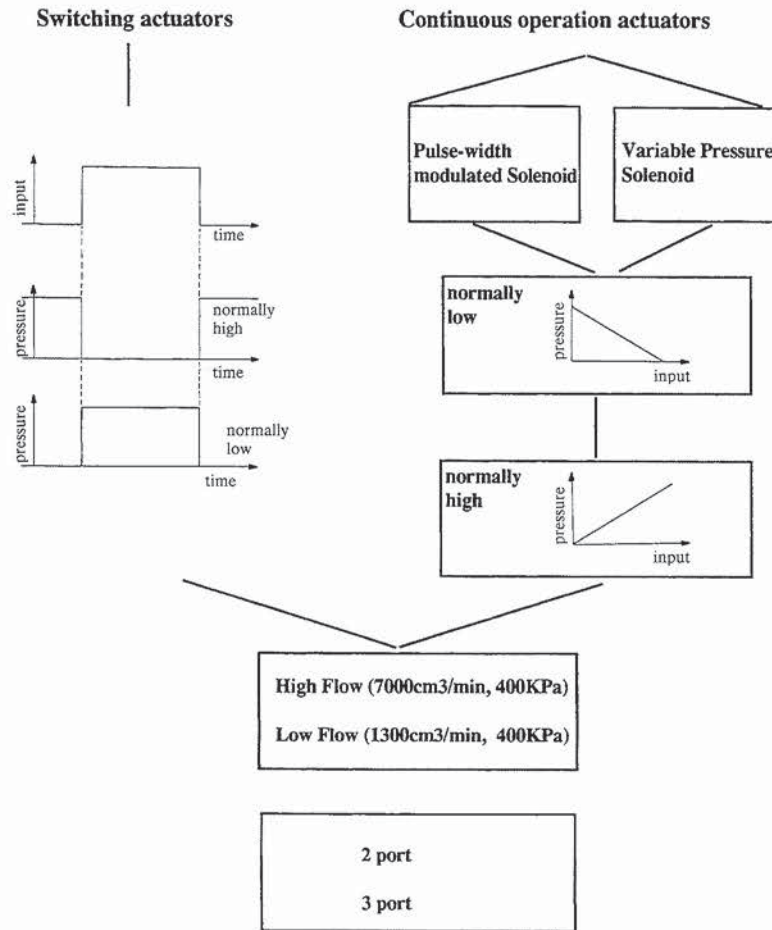 Switching actuators
Continuous operation actuators
input
time
pressure
normally
high
time
pressure
normally
low
time
Pulse-width
modulated Solenoid
Variable Pressure
Solenoid
normally
low
pressure
input
normally
high
pressure
input
High Flow (7000cm3/min, 400KPa)
Low Flow (1300cm3/min, 400KPa)
2 port
3 port